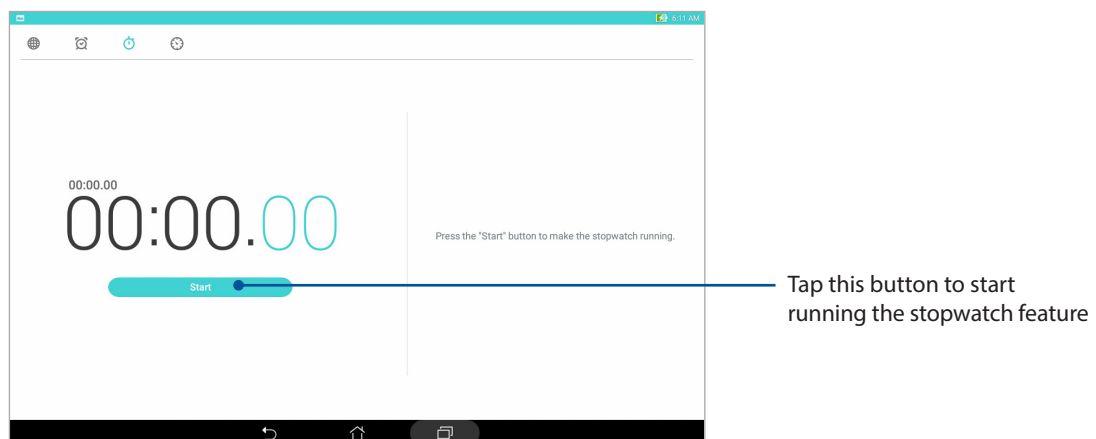 6:11 AM
00:00.00
00:00.00
Press the "Start" button to make the stopwatch running.
Start
Tap this button to start
running the stopwatch feature